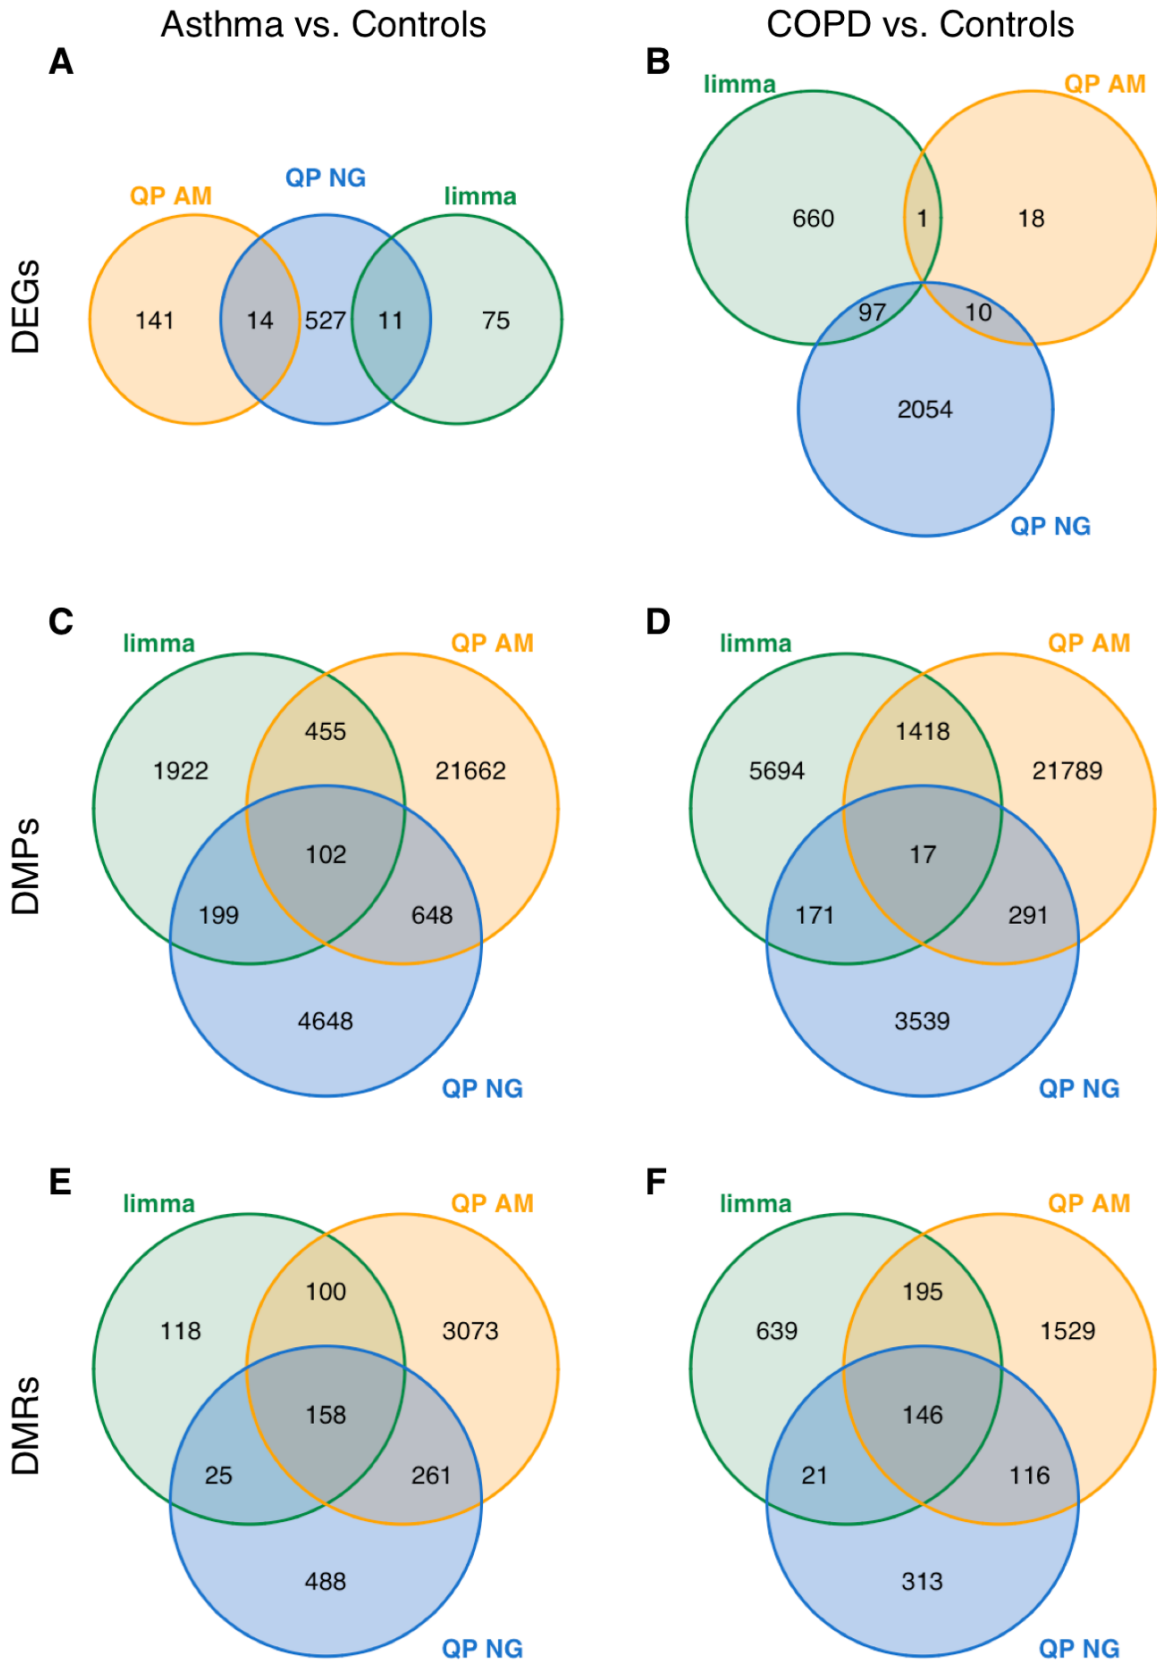 Asthma vs. Controls
COPD vs. Controls
A
B
limma
QP AM
QP AM
QP NG
limma
DEGs
141
14
527
11
75
660
1
18
97
10
2054
QP NG
C
D
limma
QP AM
limma
QP AM
DMPs
455
1922
21662
102
199
648
4648
QP NG
1418
5694
21789
17
171
291
3539
QP NG
E
F
limma
QP AM
limma
QP AM
DMRs
100
118
3073
158
25
261
488
QP NG
195
639
1529
146
21
116
313
QP NG